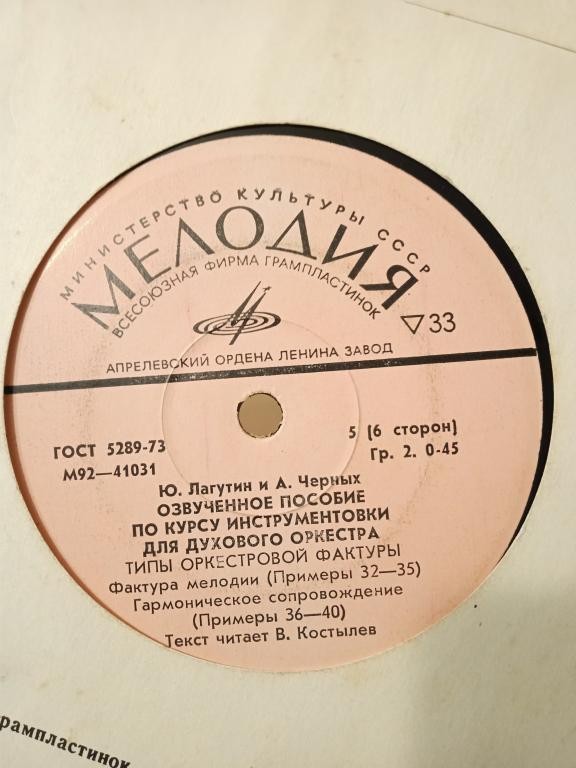 МИНИСТЕРСТВО КУЛЬТУРЫ СССР
МЕЛОДИЯ
ВСЕСОЮЗНАЯ ФИРМА ГРАМПЛАСТИНОК
33
АПРЕЛЕВСКИЙ ОРДЕНА ЛЕНИНА ЗАВОД
ГОСТ 5289-73
М92—41031
5 (6 сторон)
Гр. 2. 0-45
Ю. Лагутин и А. Черных
ОЗВУЧЕННОЕ ПОСОБИЕ
ПО КУРСУ ИНСТРУМЕНТОВКИ
ДЛЯ ДУХОВОГО ОРКЕСТРА
ТИПЫ ОРКЕСТРОВОЙ ФАКТУРЫ
Фактура мелодии (Примеры 32—35)
Гармоническое сопровождение
(Примеры 36—40)
Текст читает В. Костылев
рампластинок